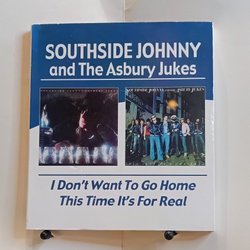 SOUTHSIDE JOHNNY
and The Asbury Jukes
I Don't Want To Go Home
This Time It's For Real